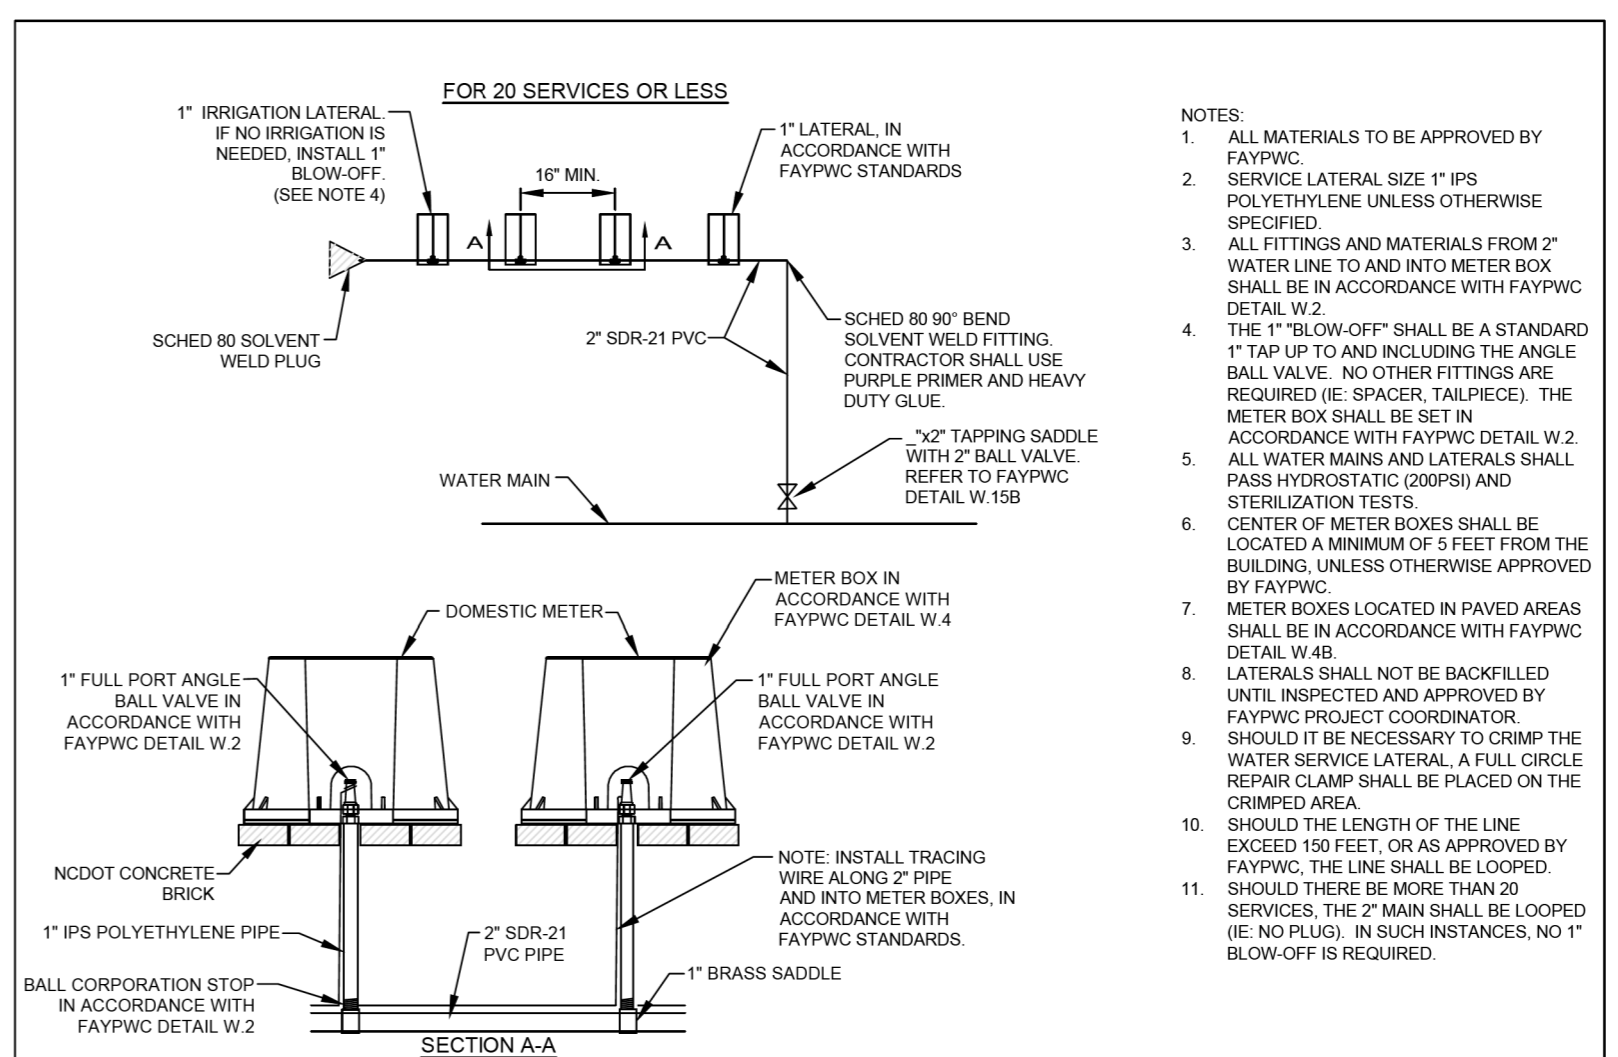 FOR 20 SERVICES OR LESS
1" IRRIGATION LATERAL.
IF NO IRRIGATION IS
NEEDED, INSTALL 1"
BLOW-OFF.
(SEE NOTE 4)
16" MIN.
1" LATERAL, IN
ACCORDANCE WITH
FAYPWC STANDARDS
A
A
SCHED 80 SOLVENT
WELD PLUG
2" SDR-21 PVC
SCHED 80 90° BEND
SOLVENT WELD FITTING.
CONTRACTOR SHALL USE
PURPLE PRIMER AND HEAVY
DUTY GLUE.
_"x2" TAPPING SADDLE
WITH 2" BALL VALVE.
REFER TO FAYPWC
DETAIL W.15B
WATER MAIN
DOMESTIC METER
METER BOX IN
ACCORDANCE WITH
FAYPWC DETAIL W.4
1" FULL PORT ANGLE
BALL VALVE IN
ACCORDANCE WITH
FAYPWC DETAIL W.2
1" FULL PORT ANGLE
BALL VALVE IN
ACCORDANCE WITH
FAYPWC DETAIL W.2
NCDOT CONCRETE
BRICK
NOTE: INSTALL TRACING
WIRE ALONG 2" PIPE
AND INTO METER BOXES, IN
ACCORDANCE WITH
FAYPWC STANDARDS.
1" IPS POLYETHYLENE PIPE
2" SDR-21
PVC PIPE
1" BRASS SADDLE
BALL CORPORATION STOP
IN ACCORDANCE WITH
FAYPWC DETAIL W.2
SECTION A-A
NOTES:
1. ALL MATERIALS TO BE APPROVED BY
FAYPWC.
2. SERVICE LATERAL SIZE 1" IPS
POLYETHYLENE UNLESS OTHERWISE
SPECIFIED.
3. ALL FITTINGS AND MATERIALS FROM 2"
WATER LINE TO AND INTO METER BOX
SHALL BE IN ACCORDANCE WITH FAYPWC
DETAIL W.2.
4. THE 1" "BLOW-OFF" SHALL BE A STANDARD
1" TAP UP TO AND INCLUDING THE ANGLE
BALL VALVE. NO OTHER FITTINGS ARE
REQUIRED (IE: SPACER, TAILPIECE). THE
METER BOX SHALL BE SET IN
ACCORDANCE WITH FAYPWC DETAIL W.2.
5. ALL WATER MAINS AND LATERALS SHALL
PASS HYDROSTATIC (200PSI) AND
STERILIZATION TESTS.
6. CENTER OF METER BOXES SHALL BE
LOCATED A MINIMUM OF 5 FEET FROM THE
BUILDING, UNLESS OTHERWISE APPROVED
BY FAYPWC.
7. METER BOXES LOCATED IN PAVED AREAS
SHALL BE IN ACCORDANCE WITH FAYPWC
DETAIL W.4B.
8. LATERALS SHALL NOT BE BACKFILLED
UNTIL INSPECTED AND APPROVED BY
FAYPWC PROJECT COORDINATOR.
9. SHOULD IT BE NECESSARY TO CRIMP THE
WATER SERVICE LATERAL, A FULL CIRCLE
REPAIR CLAMP SHALL BE PLACED ON THE
CRIMPED AREA.
10. SHOULD THE LENGTH OF THE LINE
EXCEED 150 FEET, OR AS APPROVED BY
FAYPWC, THE LINE SHALL BE LOOPED.
11. SHOULD THERE BE MORE THAN 20
SERVICES, THE 2" MAIN SHALL BE LOOPED
(IE: NO PLUG). IN SUCH INSTANCES, NO 1"
BLOW-OFF IS REQUIRED.